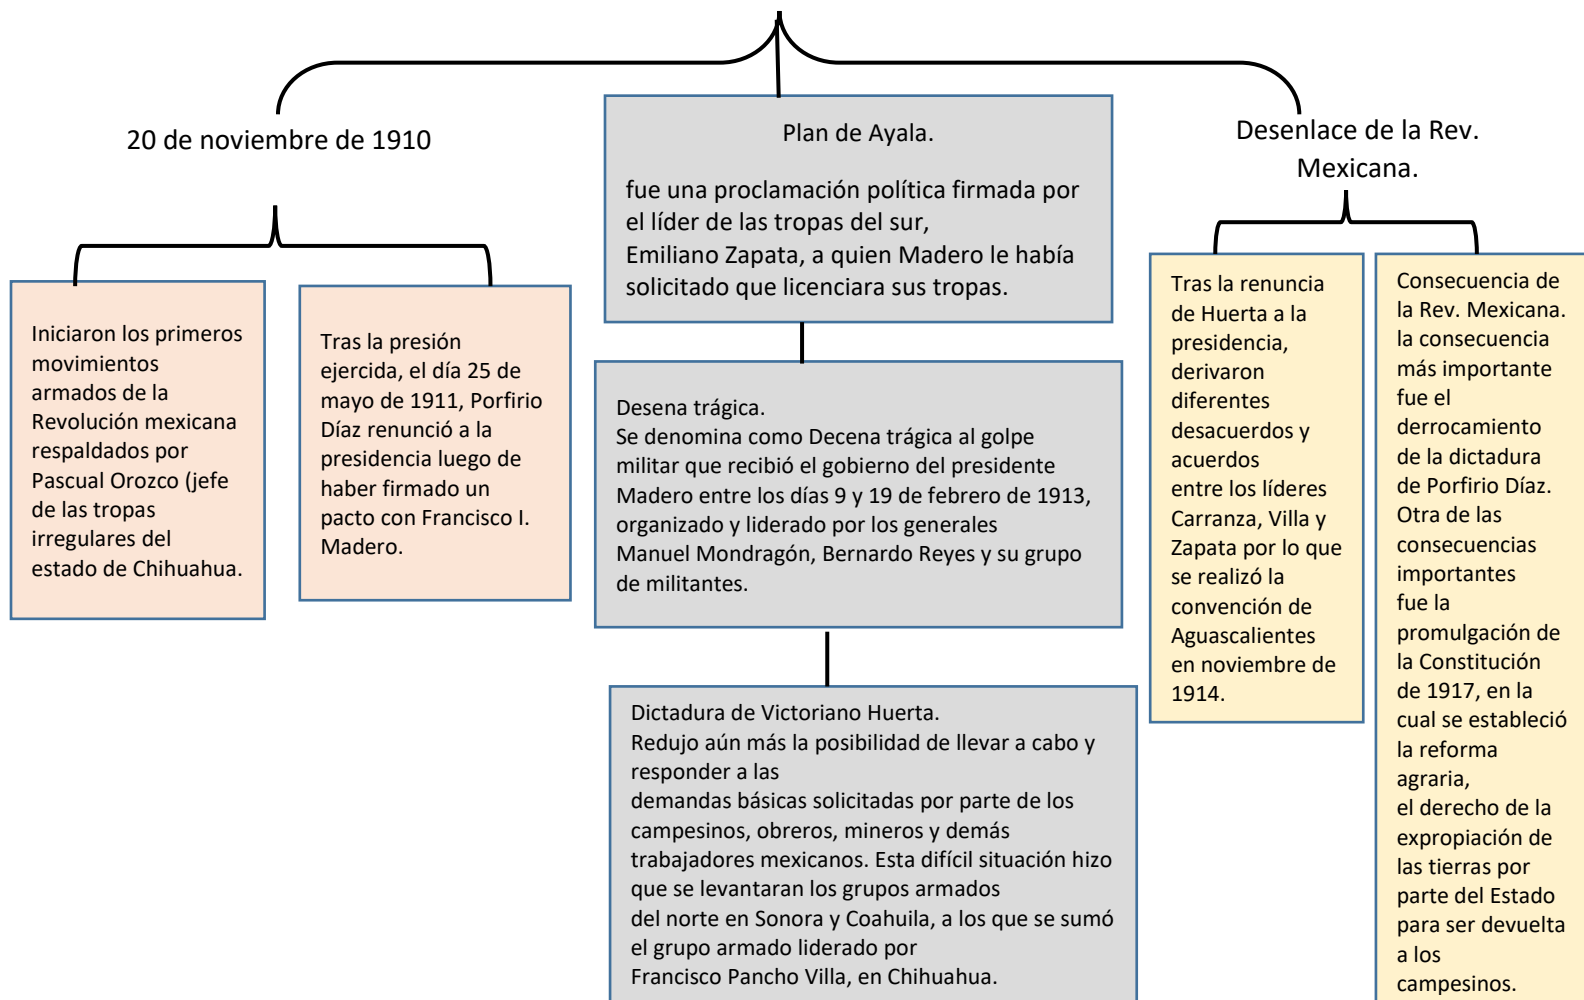 20 de noviembre de 1910
Iniciaron los primeros
movimientos
armados de la
Revolución mexicana
respaldados por
Pascual Orozco (jefe
de las tropas
irregulares del
estado de Chihuahua.
Tras la presión
ejercida, el día 25 de
mayo de 1911, Porfirio
Díaz renunció a la
presidencia luego de
haber firmado un
pacto con Francisco I.
Madero.
Plan de Ayala.
fue una proclamación política firmada por
el líder de las tropas del sur,
Emiliano Zapata, a quien Madero le había
solicitado que licenciara sus tropas.
Desena trágica.
Se denomina como Decena trágica al golpe
militar que recibió el gobierno del presidente
Madero entre los días 9 y 19 de febrero de 1913,
organizado y liderado por los generales
Manuel Mondragón, Bernardo Reyes y su grupo
de militantes.
Dictadura de Victoriano Huerta.
Redujo aún más la posibilidad de llevar a cabo y
responder a las
demandas básicas solicitadas por parte de los
campesinos, obreros, mineros y demás
trabajadores mexicanos. Esta difícil situación hizo
que se levantaran los grupos armados
del norte en Sonora y Coahuila, a los que se sumó
el grupo armado liderado por
Francisco Pancho Villa, en Chihuahua.
Desenlace de la Rev.
Mexicana.
Tras la renuncia
de Huerta a la
presidencia,
derivaron
diferentes
desacuerdos y
acuerdos
entre los líderes
Carranza, Villa y
Zapata por lo que
se realizó la
convención de
Aguascalientes
en noviembre de
1914.
Consecuencia de
la Rev. Mexicana.
la consecuencia
más importante
fue el
derrocamiento
de la dictadura
de Porfirio Díaz.
Otra de las
consecuencias
importantes
fue la
promulgación de
la Constitución
de 1917, en la
cual se estableció
la reforma
agraria,
el derecho de la
expropiación de
las tierras por
parte del Estado
para ser devuelta
a los
campesinos.